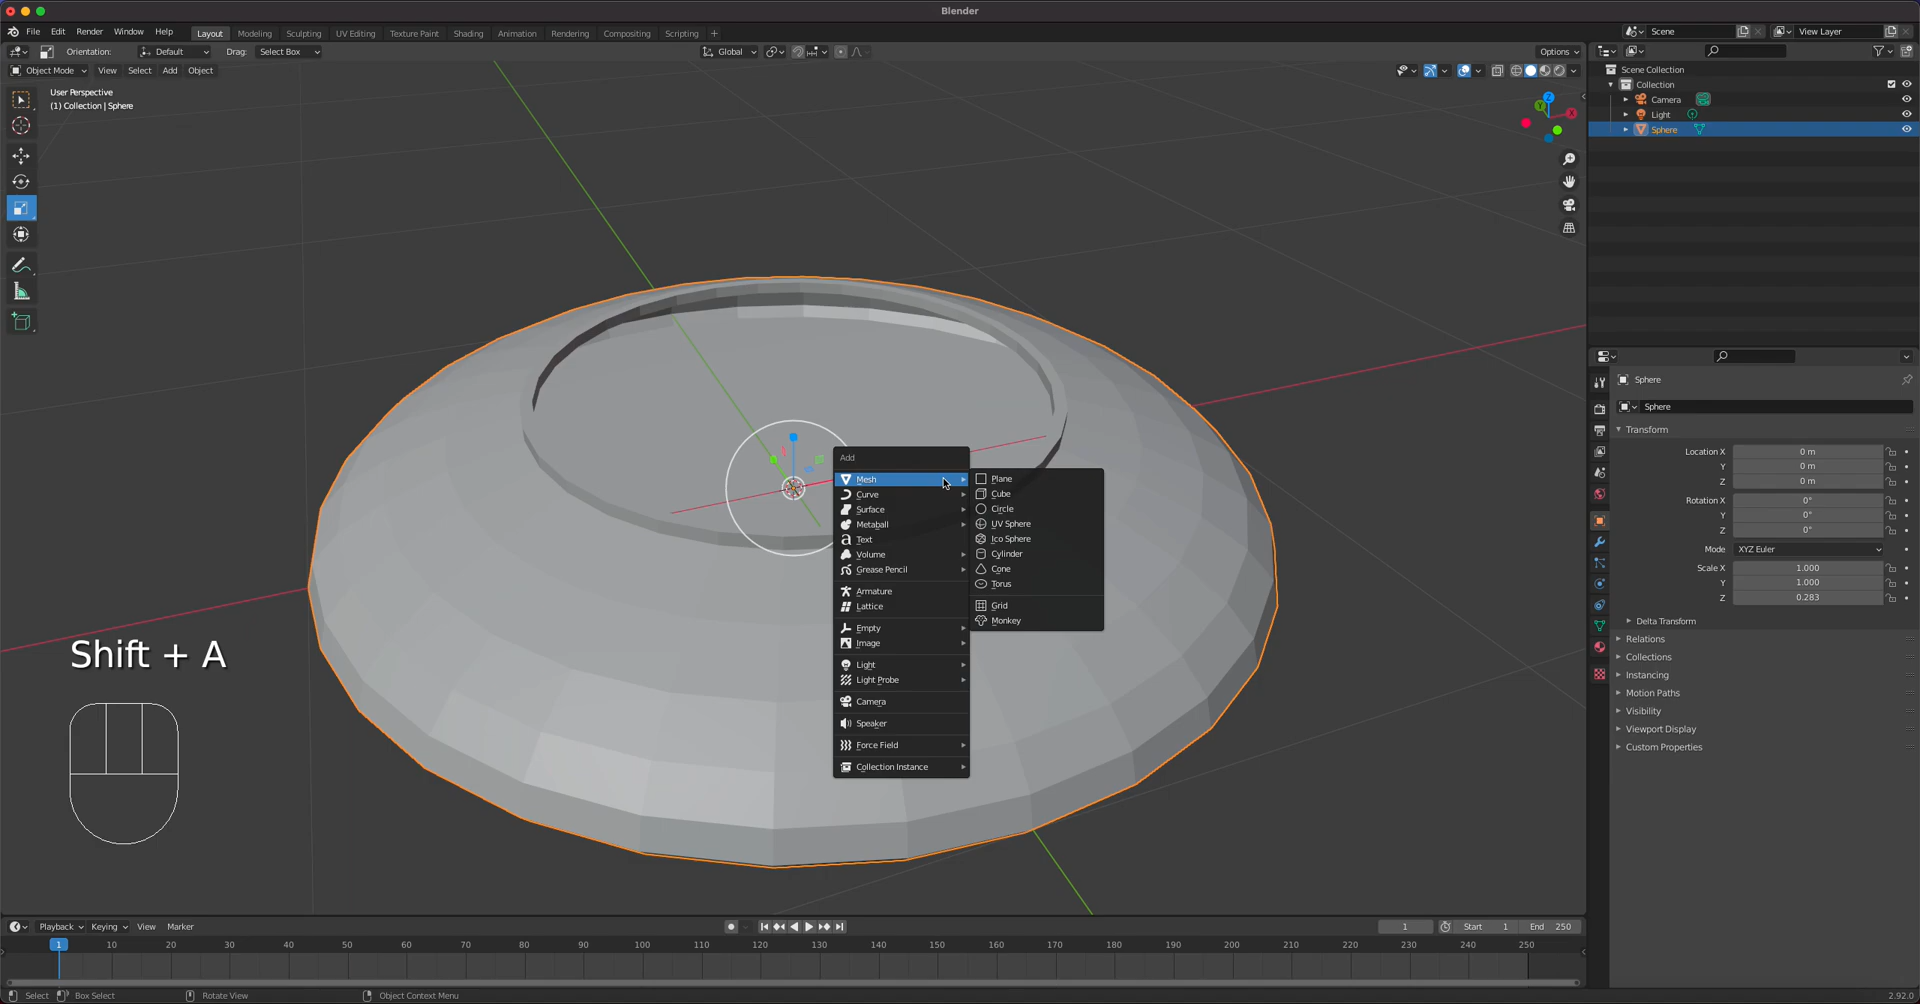 Blender
File Edit Render Window Help Layout Modeling Sculpting UV Editing Texture Paint Shading Animation Rendering Compositing Scripting + Scene View Layer
Orientation: Default Drag: Select Box Global Options
Object Mode View Select Add Object
User Perspective
(1) Collection | Sphere
Scene Collection
Collection
Camera
Light
Sphere
Z
Y
X
Add
Mesh
Curve
Surface
Metaball
Text
Volume
Grease Pencil
Armature
Lattice
Empty
Image
Light
Light Probe
Camera
Speaker
Force Field
Collection Instance
Plane
Cube
Circle
UV Sphere
Ico Sphere
Cylinder
Cone
Torus
Grid
Monkey
Shift + A
Sphere
Sphere
Transform
Location X 0 m
Y 0 m
Z 0 m
Rotation X 0°
Y 0°
Z 0°
Mode XYZ Euler
Scale X 1.000
Y 1.000
Z 0.283
Delta Transform
Relations
Collections
Instancing
Motion Paths
Visibility
Viewport Display
Custom Properties
Playback Keying View Marker 1 Start 1 End 250
1 10 20 30 40 50 60 70 80 90 100 110 120 130 140 150 160 170 180 190 200 210 220 230 240 250
Select Box Select Rotate View Object Context Menu 2.92.0